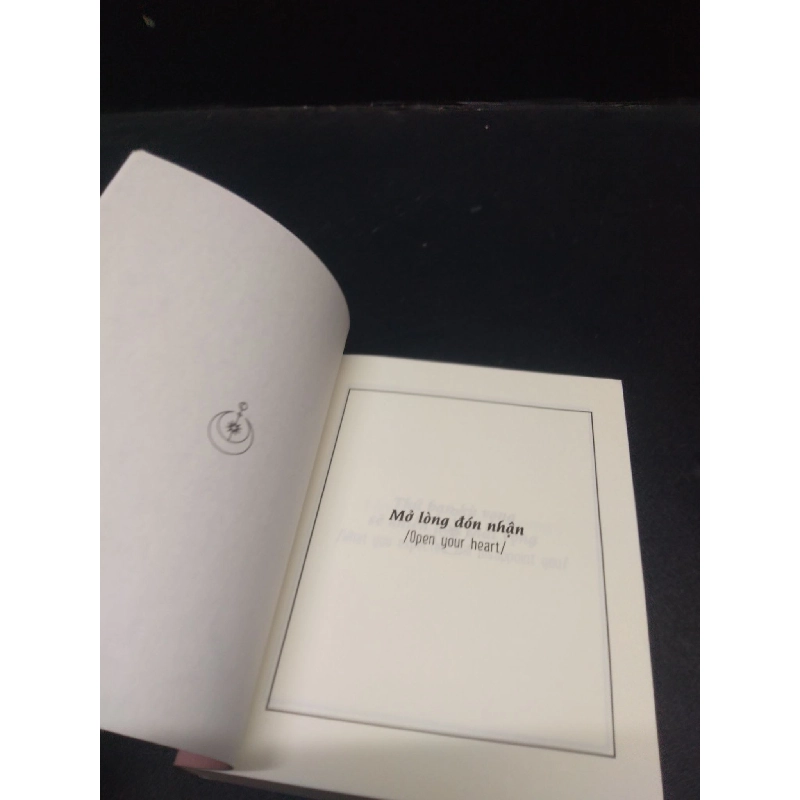 Mở lòng đón nhận
/Open your heart/